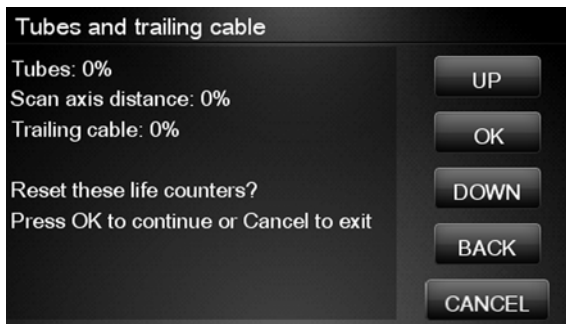 Tubes and trailing cable
Tubes: 0%
Scan axis distance: 0%
Trailing cable: 0%
Reset these life counters?
Press OK to continue or Cancel to exit
UP
OK
DOWN
BACK
CANCEL